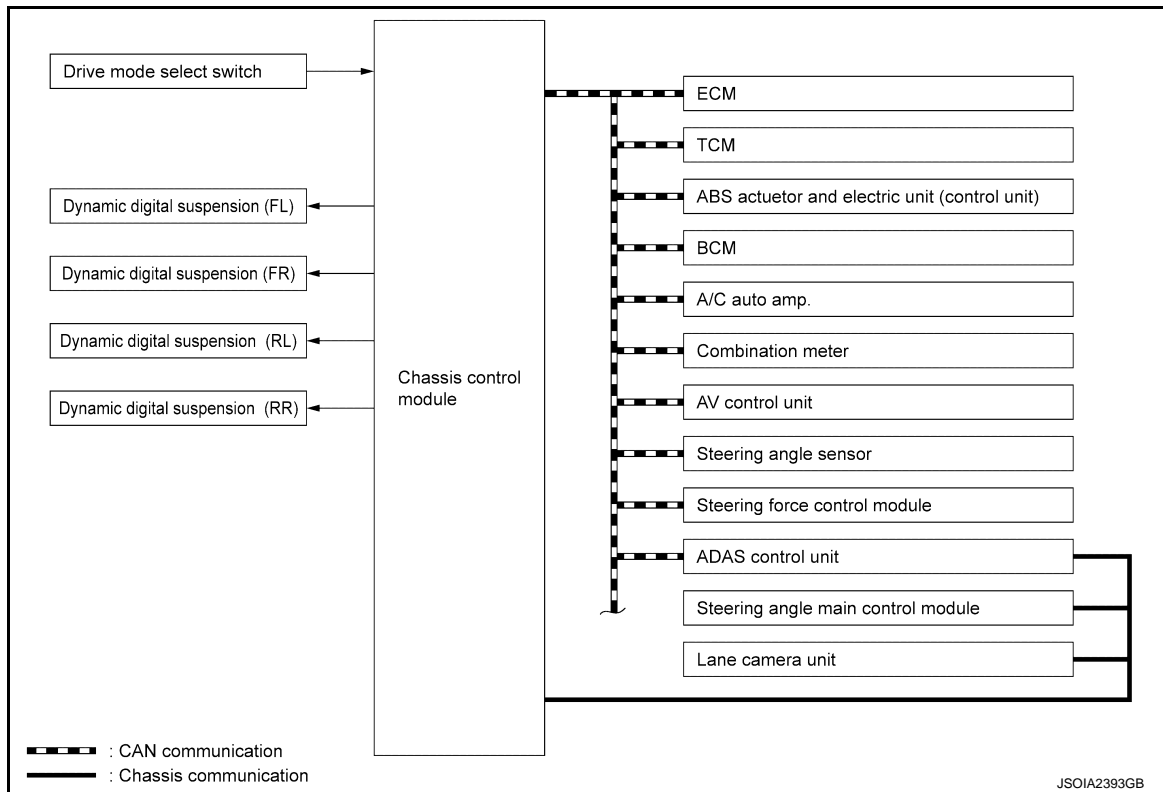 Drive mode select switch
Dynamic digital suspension (FL)
Dynamic digital suspension (FR)
Dynamic digital suspension (RL)
Dynamic digital suspension (RR)
Chassis control
module
ECM
TCM
ABS actuetor and electric unit (control unit)
BCM
A/C auto amp.
Combination meter
AV control unit
Steering angle sensor
Steering force control module
ADAS control unit
Steering angle main control module
Lane camera unit
: CAN communication
: Chassis communication
JSOIA2393GB